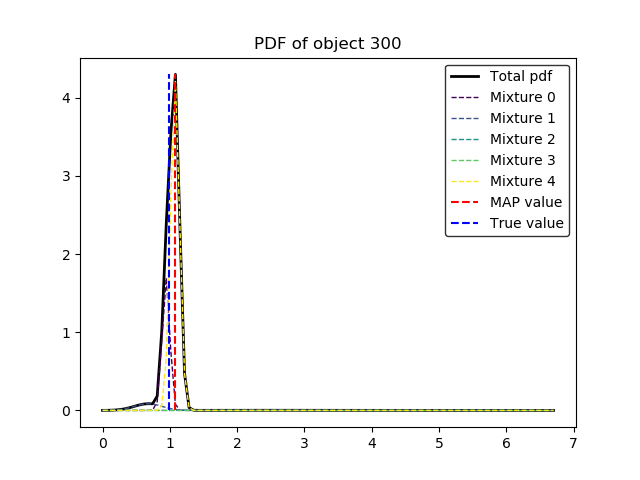 PDF of object 300
Total pdf
Mixture 0
Mixture 1
Mixture 2
Mixture 3
Mixture 4
MAP value
True value
4
3
2
1
0
0 1 2 3 4 5 6 7